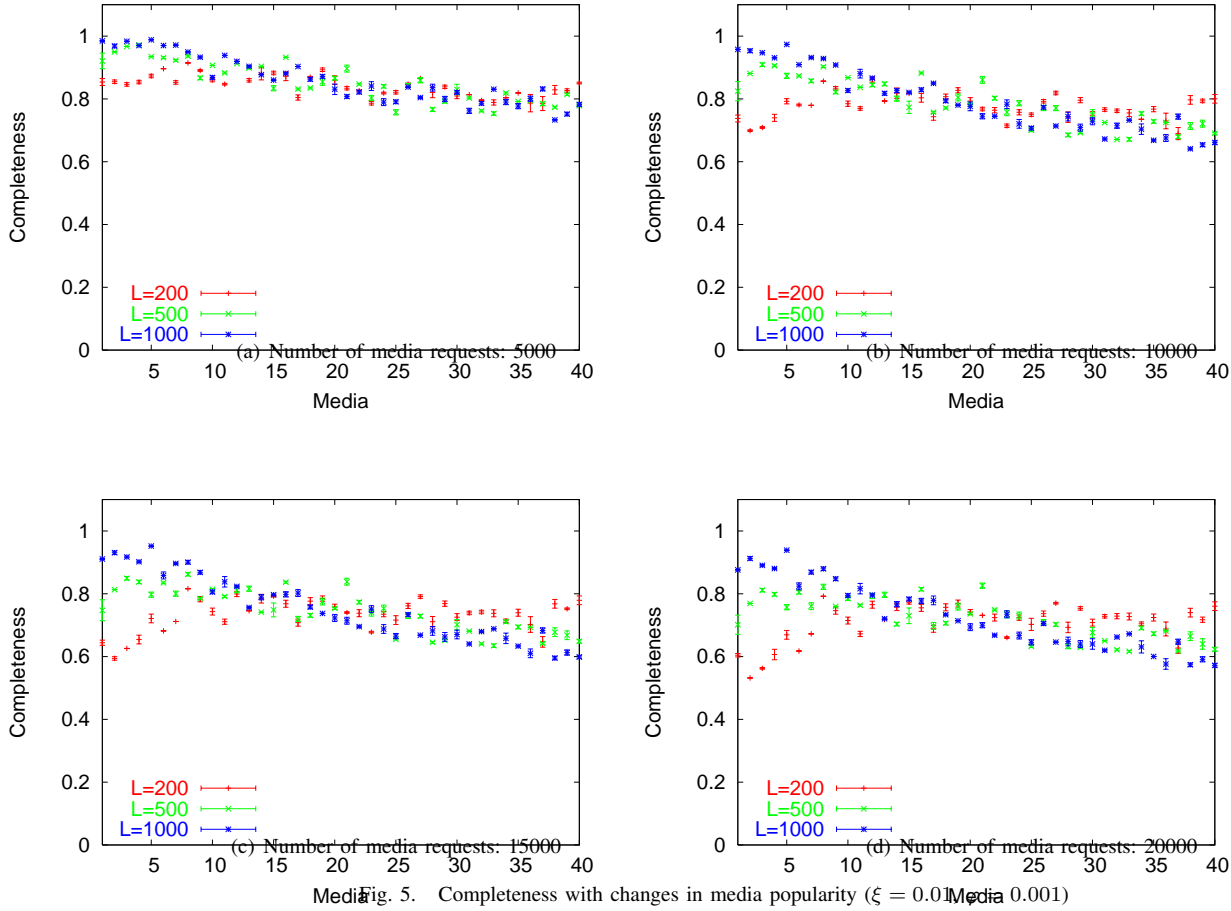 1
0.8
0.6
0.4
0.2
0
Completeness
L=200
L=500
L=1000
5 10 15 20 25 30 35 40
Media
(a) Number of media requests: 5000
1
0.8
0.6
0.4
0.2
0
Completeness
L=200
L=500
L=1000
5 10 15 20 25 30 35 40
Media
(b) Number of media requests: 10000
1
0.8
0.6
0.4
0.2
0
Completeness
L=200
L=500
L=1000
5 10 15 20 25 30 35 40
Media
(c) Number of media requests: 15000
1
0.8
0.6
0.4
0.2
0
Completeness
L=200
L=500
L=1000
5 10 15 20 25 30 35 40
Media
(d) Number of media requests: 20000
Fig. 5. Completeness with changes in media popularity (ξ = 0.01, φ = 0.001)